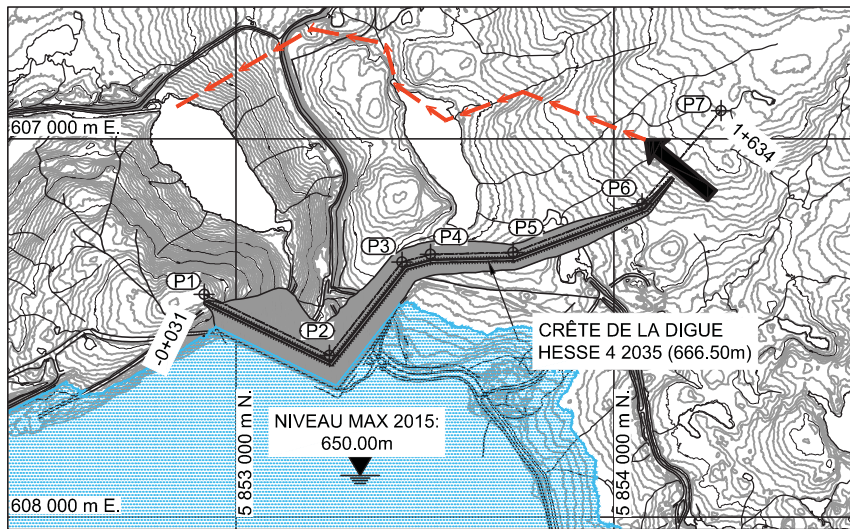 P7
607 000 m E.
1+634
P6
P5
P3
P4
P1
-0+031
P2
CRÊTE DE LA DIGUE
HESSE 4 2035 (666.50m)
NIVEAU MAX 2015:
650.00m
5 853 000 m N.
5 854 000 m N.
608 000 m E.